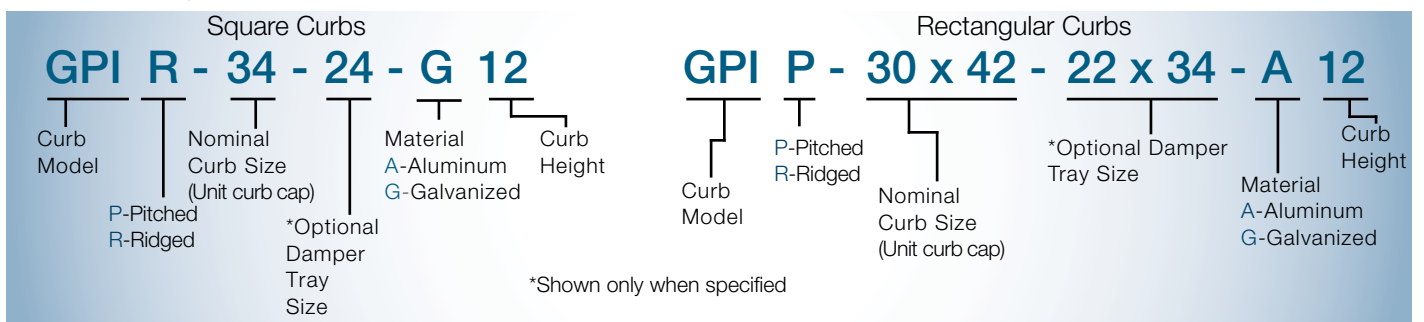 Square Curbs
GPI R - 34 - 24 - G 12
Curb
Model
P-Pitched
R-Ridged
Nominal
Curb Size
(Unit curb cap)
*Optional
Damper
Tray
Size
Material
A-Aluminum
G-Galvanized
Curb
Height
Rectangular Curbs
GPI P - 30 x 42 - 22 x 34 - A 12
Curb
Model
P-Pitched
R-Ridged
Nominal
Curb Size
(Unit curb cap)
*Optional Damper
Tray Size
Material
A-Aluminum
G-Galvanized
Curb
Height
*Shown only when specified